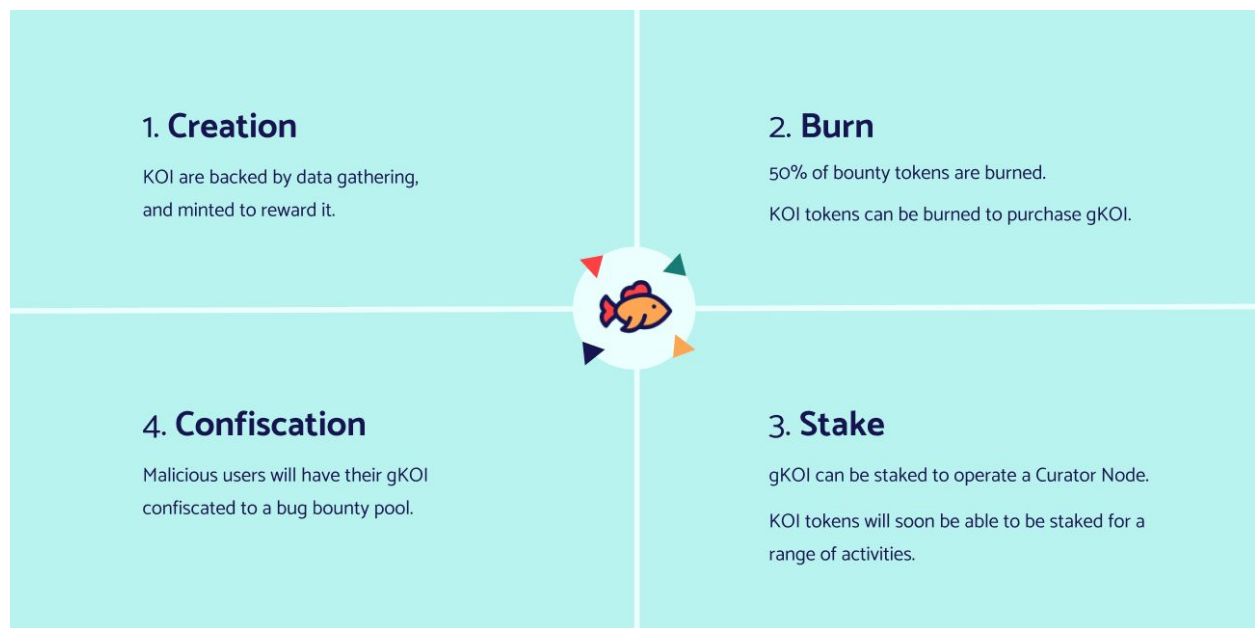 1. Creation
KOI are backed by data gathering,
and minted to reward it.
2. Burn
50% of bounty tokens are burned.
KOI tokens can be burned to purchase gKOI.
3. Stake
gKOI can be staked to operate a Curator Node.
KOI tokens will soon be able to be staked for a
range of activities.
4. Confiscation
Malicious users will have their gKOI
confiscated to a bug bounty pool.